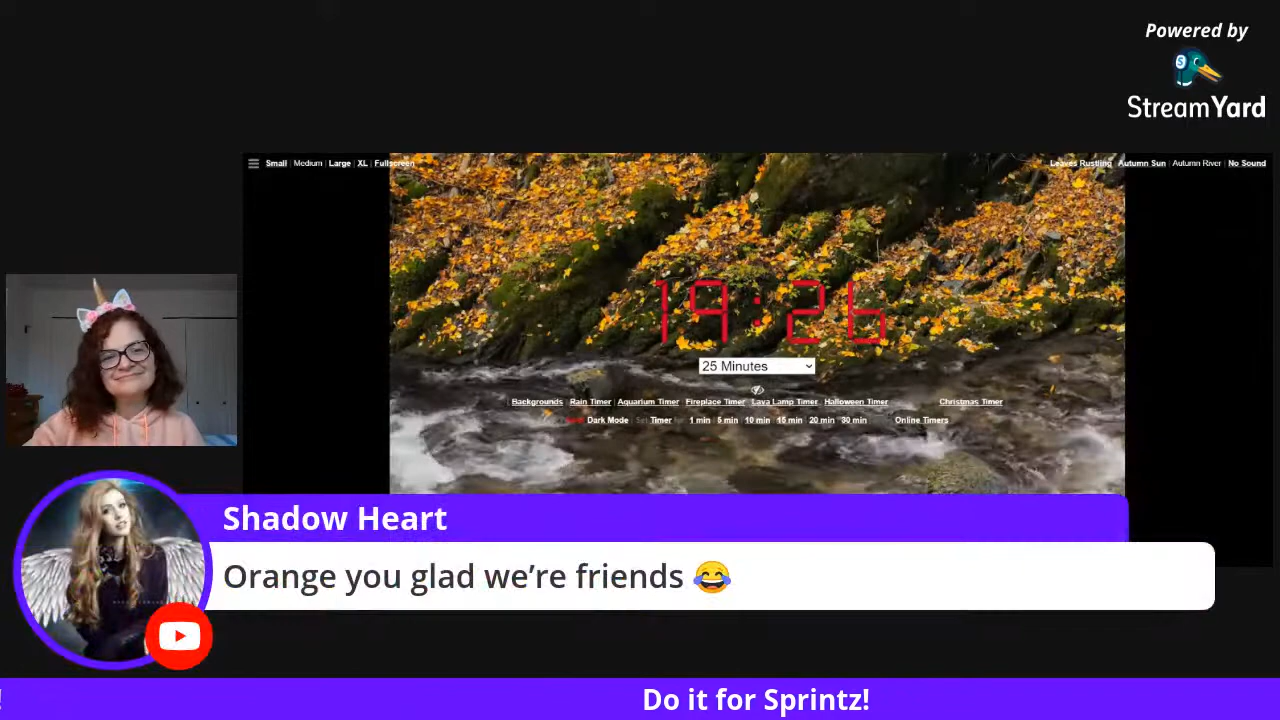 Powered by
StreamYard
Small | Medium | Large | XL | Fullscreen
Leaves Rustling | Autumn Sun | Autumn River | No Sound
19:26
25 Minutes
Backgrounds | Rain Timer | Aquarium Timer | Fireplace Timer | Lava Lamp Timer | Halloween Timer | Christmas Timer
Dark Mode | Set Timer for 1 min 5 min 10 min 15 min 20 min 30 min Online Timers
Shadow Heart
Orange you glad we’re friends 😂
! Do it for Sprintz!